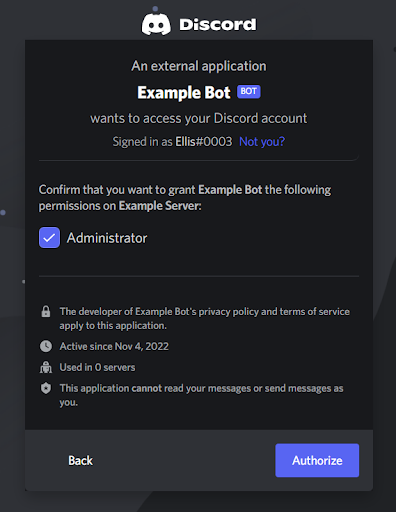 Discord
An external application
Example Bot BOT
wants to access your Discord account
Signed in as Ellis#0003 Not you?
Confirm that you want to grant Example Bot the following
permissions on Example Server:
Administrator
The developer of Example Bot's privacy policy and terms of service
apply to this application.
Active since Nov 4, 2022
Used in 0 servers
This application cannot read your messages or send messages as
you.
Back Authorize